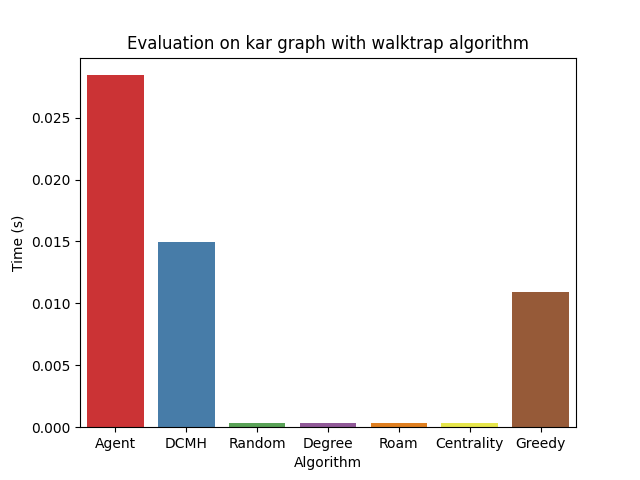 Evaluation on kar graph with walktrap algorithm
0.025
0.020
0.015
0.010
0.005
0.000
Time (s)
Agent DCMH Random Degree Roam Centrality Greedy
Algorithm